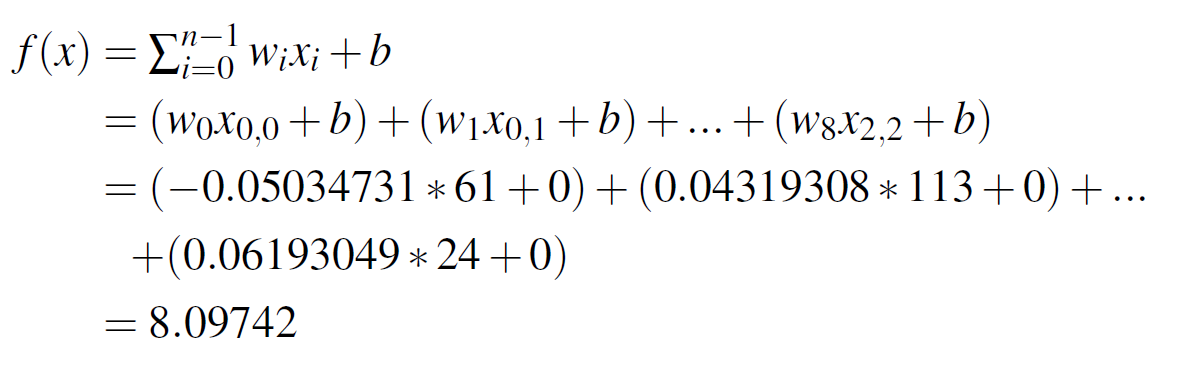 f(x) = ∑_{i=0}^{n−1} w_i x_i + b
= (w_0 x_{0,0} + b) + (w_1 x_{0,1} + b) + ... + (w_8 x_{2,2} + b)
= (−0.05034731 ∗ 61 + 0) + (0.04319308 ∗ 113 + 0) + ...
+(0.06193049 ∗ 24 + 0)
= 8.09742